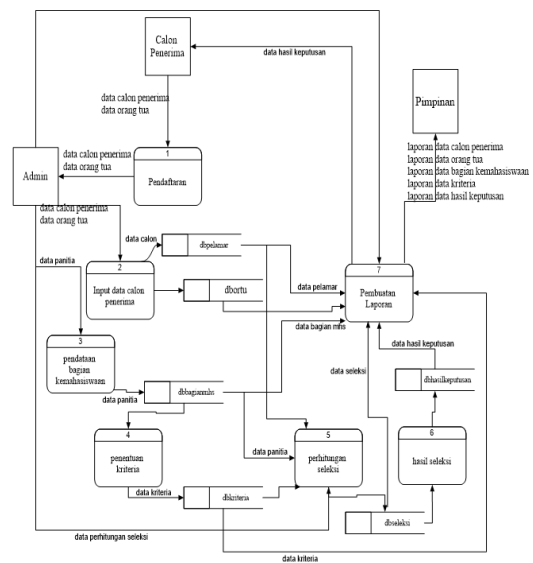 Calon
Penerima
data hasil keputusan
Pimpinan
data calon penerima
data orang tua
laporan data calon penerima
laporan data orang tua
laporan data bagian kemahasiswaan
laporan data kriteria
laporan data hasil keputusan
Admin
data calon penerima
data orang tua
1
Pendaftaran
data calon penerima
data orang tua
data calon
dbpelamar
data panitia
2
Input data calon
penerima
dbortu
data pelamar
7
Pembuatan
Laporan
data bagian mhs
3
pendataan
bagian
kemahasiswaan
data panitia
dbbagianmhs
data seleksi
data hasil keputusan
dbhasilkeputusan
4
penentuan
kriteria
data panitia
5
perhitungan
seleksi
6
hasil seleksi
data kriteria
dbkriteria
dbseleksi
data perhitungan seleksi
data kriteria